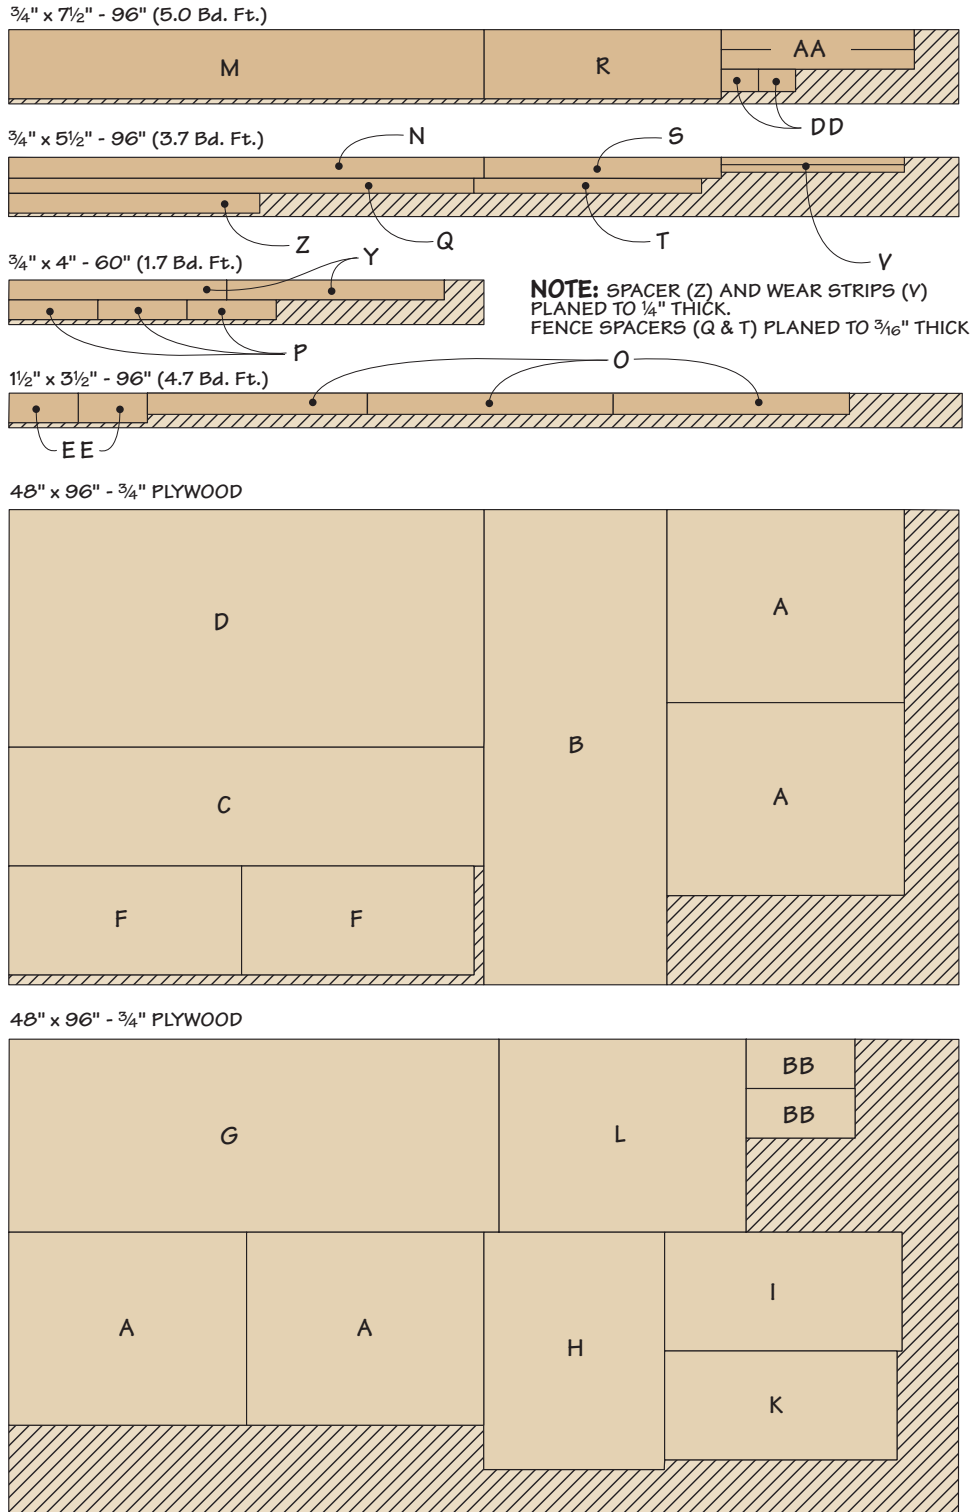 ¾" x 7½" - 96" (5.0 Bd. Ft.)
M
R
AA
DD
¾" x 5½" - 96" (3.7 Bd. Ft.)
N
S
Z
Q
T
V
¾" x 4" - 60" (1.7 Bd. Ft.)
Y
P
NOTE: SPACER (Z) AND WEAR STRIPS (V)
PLANED TO ¼" THICK.
FENCE SPACERS (Q & T) PLANED TO 3⁄16" THICK
1½" x 3½" - 96" (4.7 Bd. Ft.)
O
EE
48" x 96" - ¾" PLYWOOD
D
A
B
C
A
F
F
48" x 96" - ¾" PLYWOOD
BB
BB
G
L
I
A
A
H
K